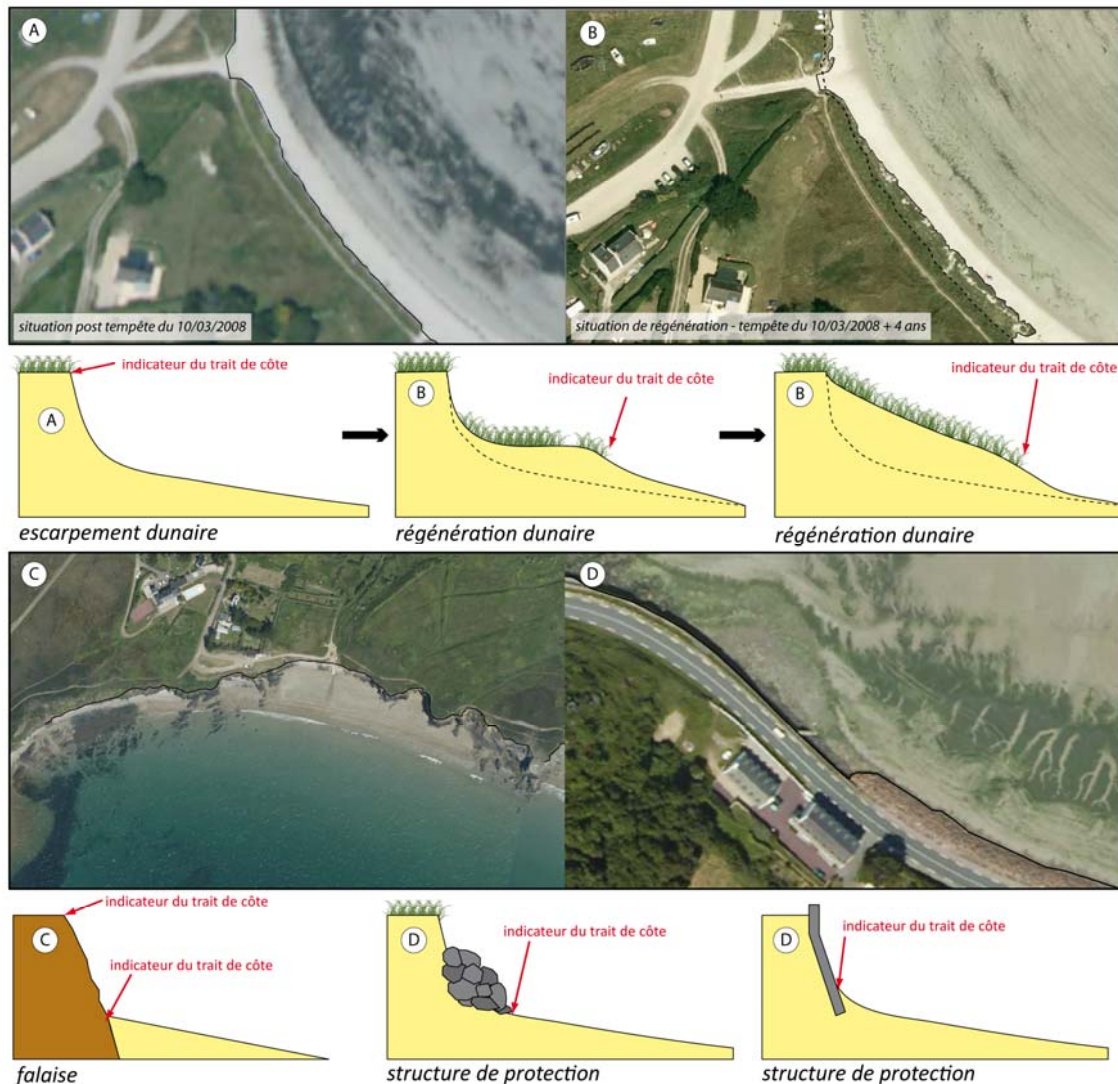 A
B
situation post tempête du 10/03/2008
situation de régénération - tempête du 10/03/2008 + 4 ans
indicateur du trait de côte
A
escarpement dunaire
B
indicateur du trait de côte
régénération dunaire
B
indicateur du trait de côte
régénération dunaire
C
D
C
indicateur du trait de côte
indicateur du trait de côte
falaise
D
indicateur du trait de côte
structure de protection
D
indicateur du trait de côte
structure de protection